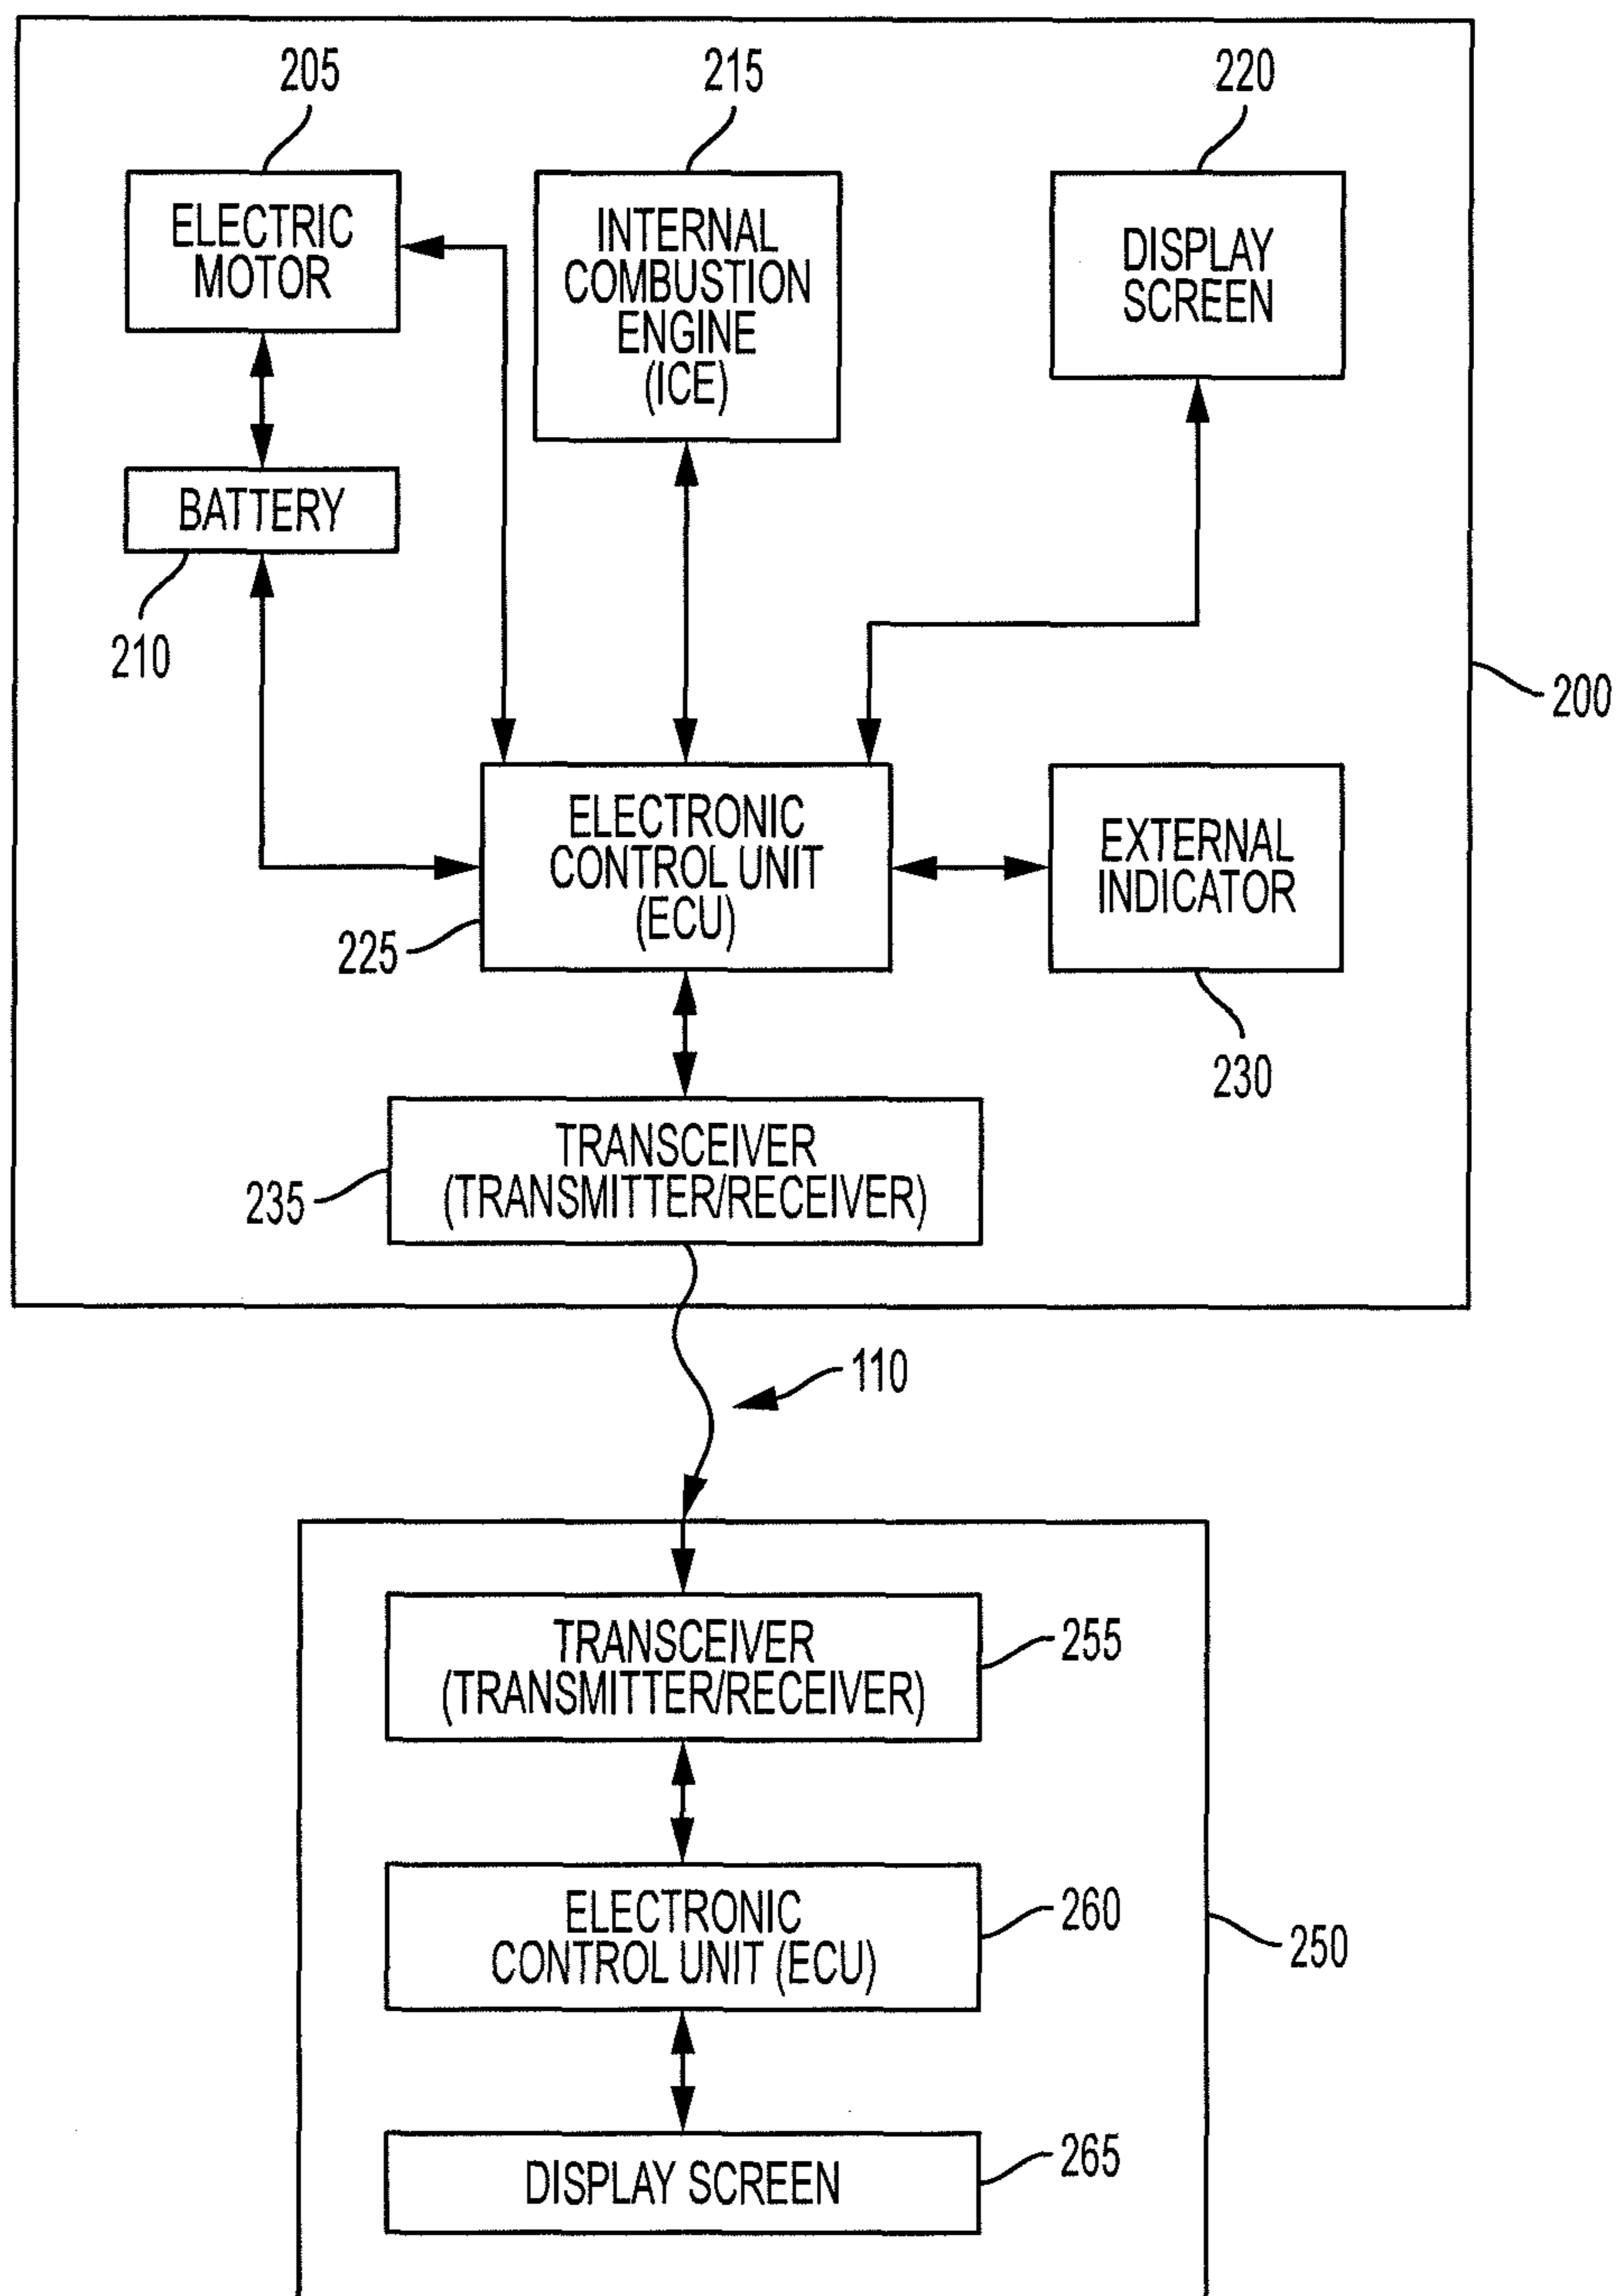 205
215
220
ELECTRIC
MOTOR
INTERNAL
COMBUSTION
ENGINE
(ICE)
DISPLAY
SCREEN
BATTERY
210
200
ELECTRONIC
CONTROL UNIT
(ECU)
225
EXTERNAL
INDICATOR
230
TRANSCEIVER
(TRANSMITTER/RECEIVER)
235
110
TRANSCEIVER
(TRANSMITTER/RECEIVER)
255
ELECTRONIC
CONTROL UNIT (ECU)
260
250
DISPLAY SCREEN
265